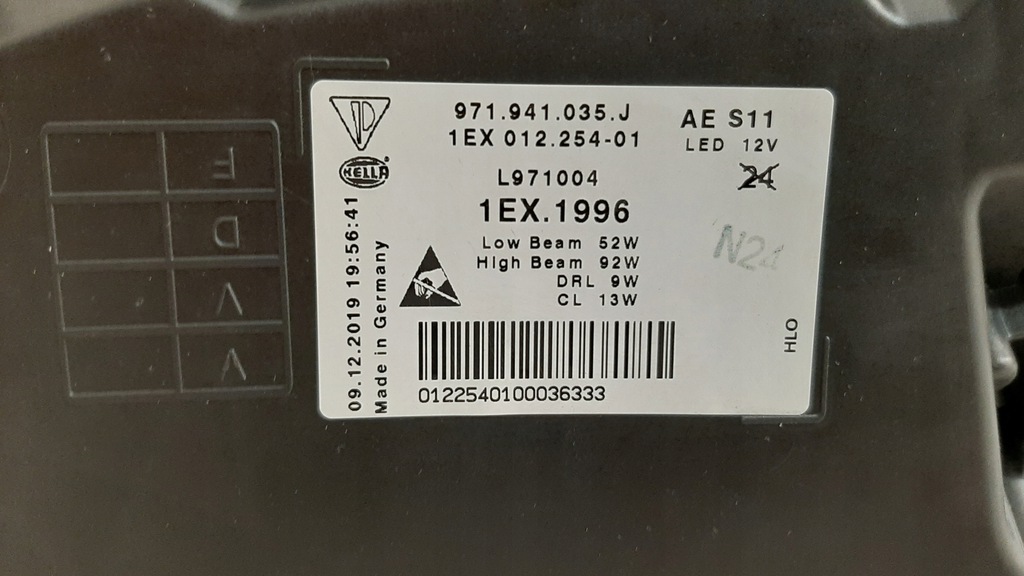 971.941.035.J
1EX 012.254-01
AE S11
LED 12V
24
HELLA
L971004
1EX.1996
Low Beam 52W
High Beam 92W
DRL 9W
CL 13W
N24
HLO
09.12.2019 19:56:41
Made in Germany
0122540100036333
F
D
V
A